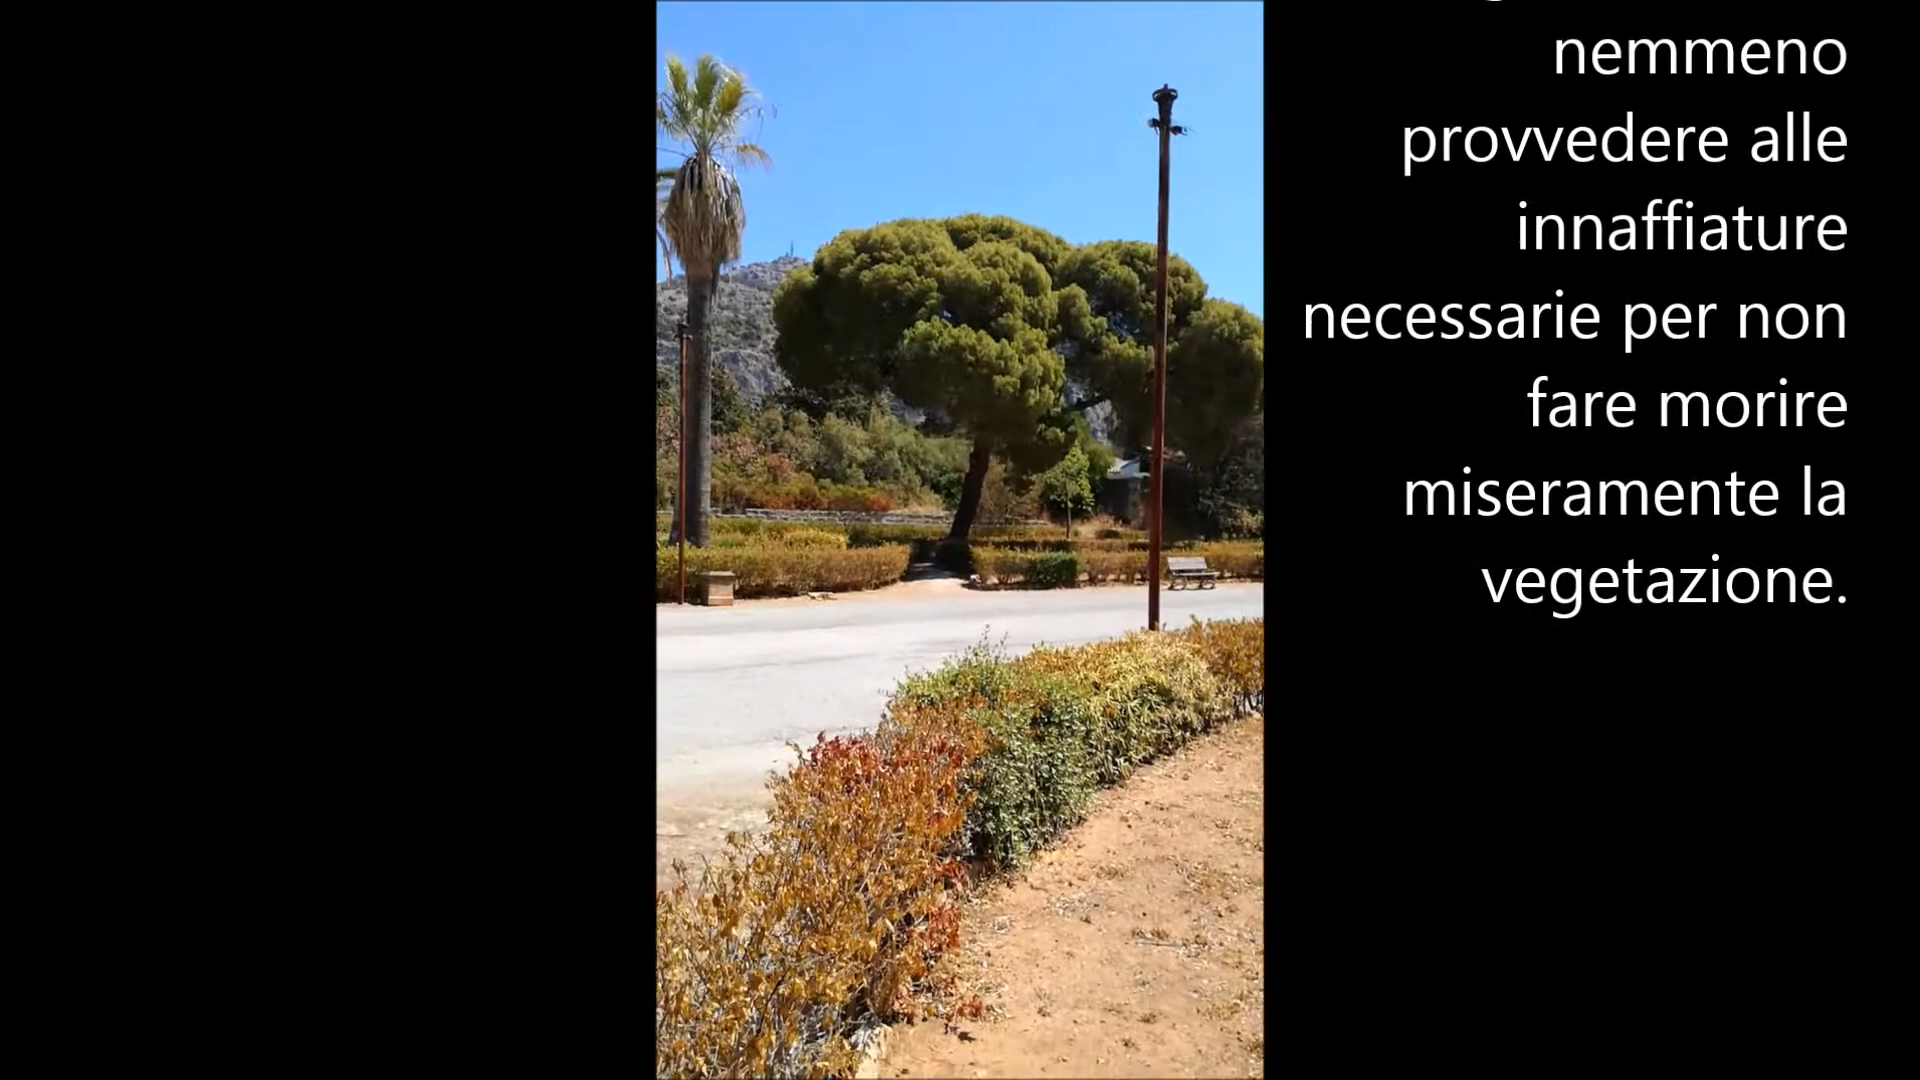 nemmeno
provvedere alle
innaffiature
necessarie per non
fare morire
miseramente la
vegetazione.